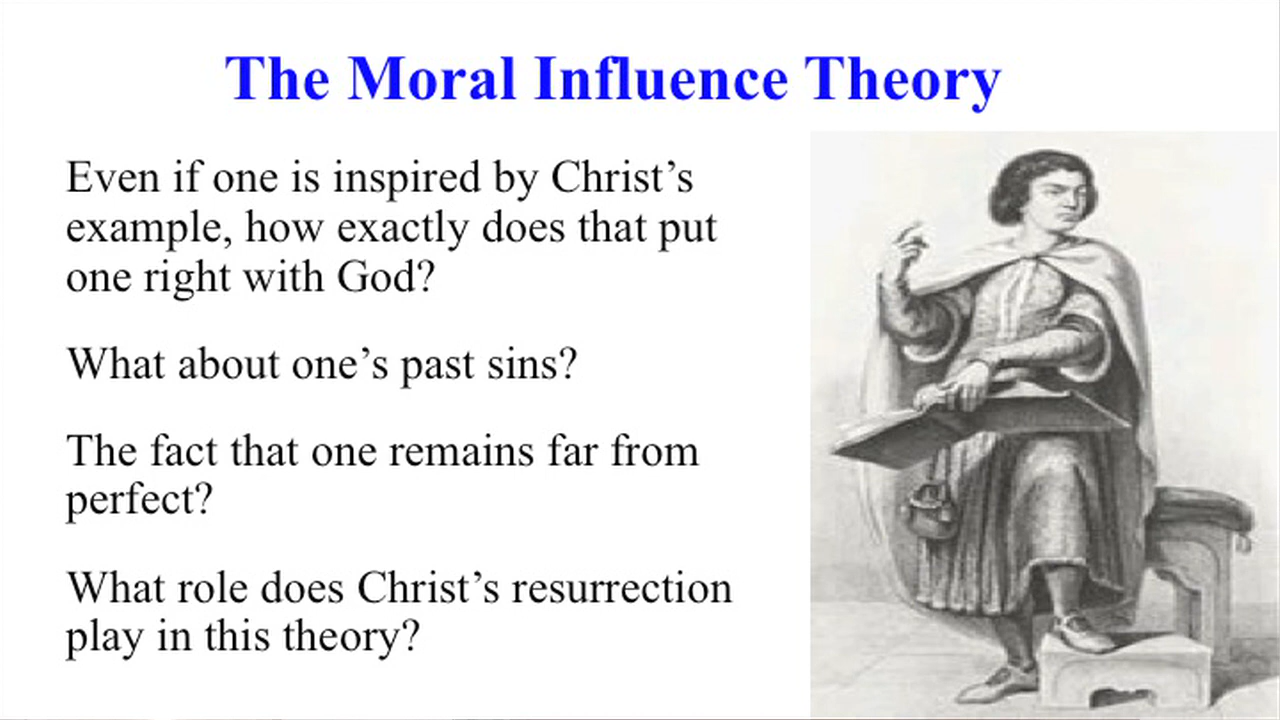 The Moral Influence Theory
Even if one is inspired by Christ’s
example, how exactly does that put
one right with God?
What about one’s past sins?
The fact that one remains far from
perfect?
What role does Christ’s resurrection
play in this theory?